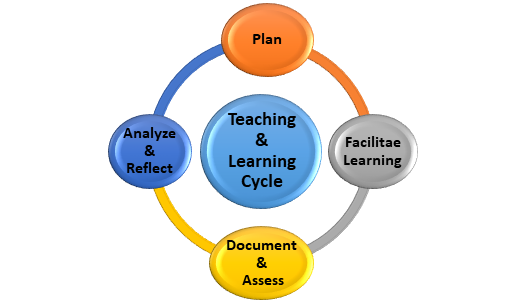 Plan
Analyze
&
Reflect
Teaching
&
Learning
Cycle
Facilitae
Learning
Document
&
Assess